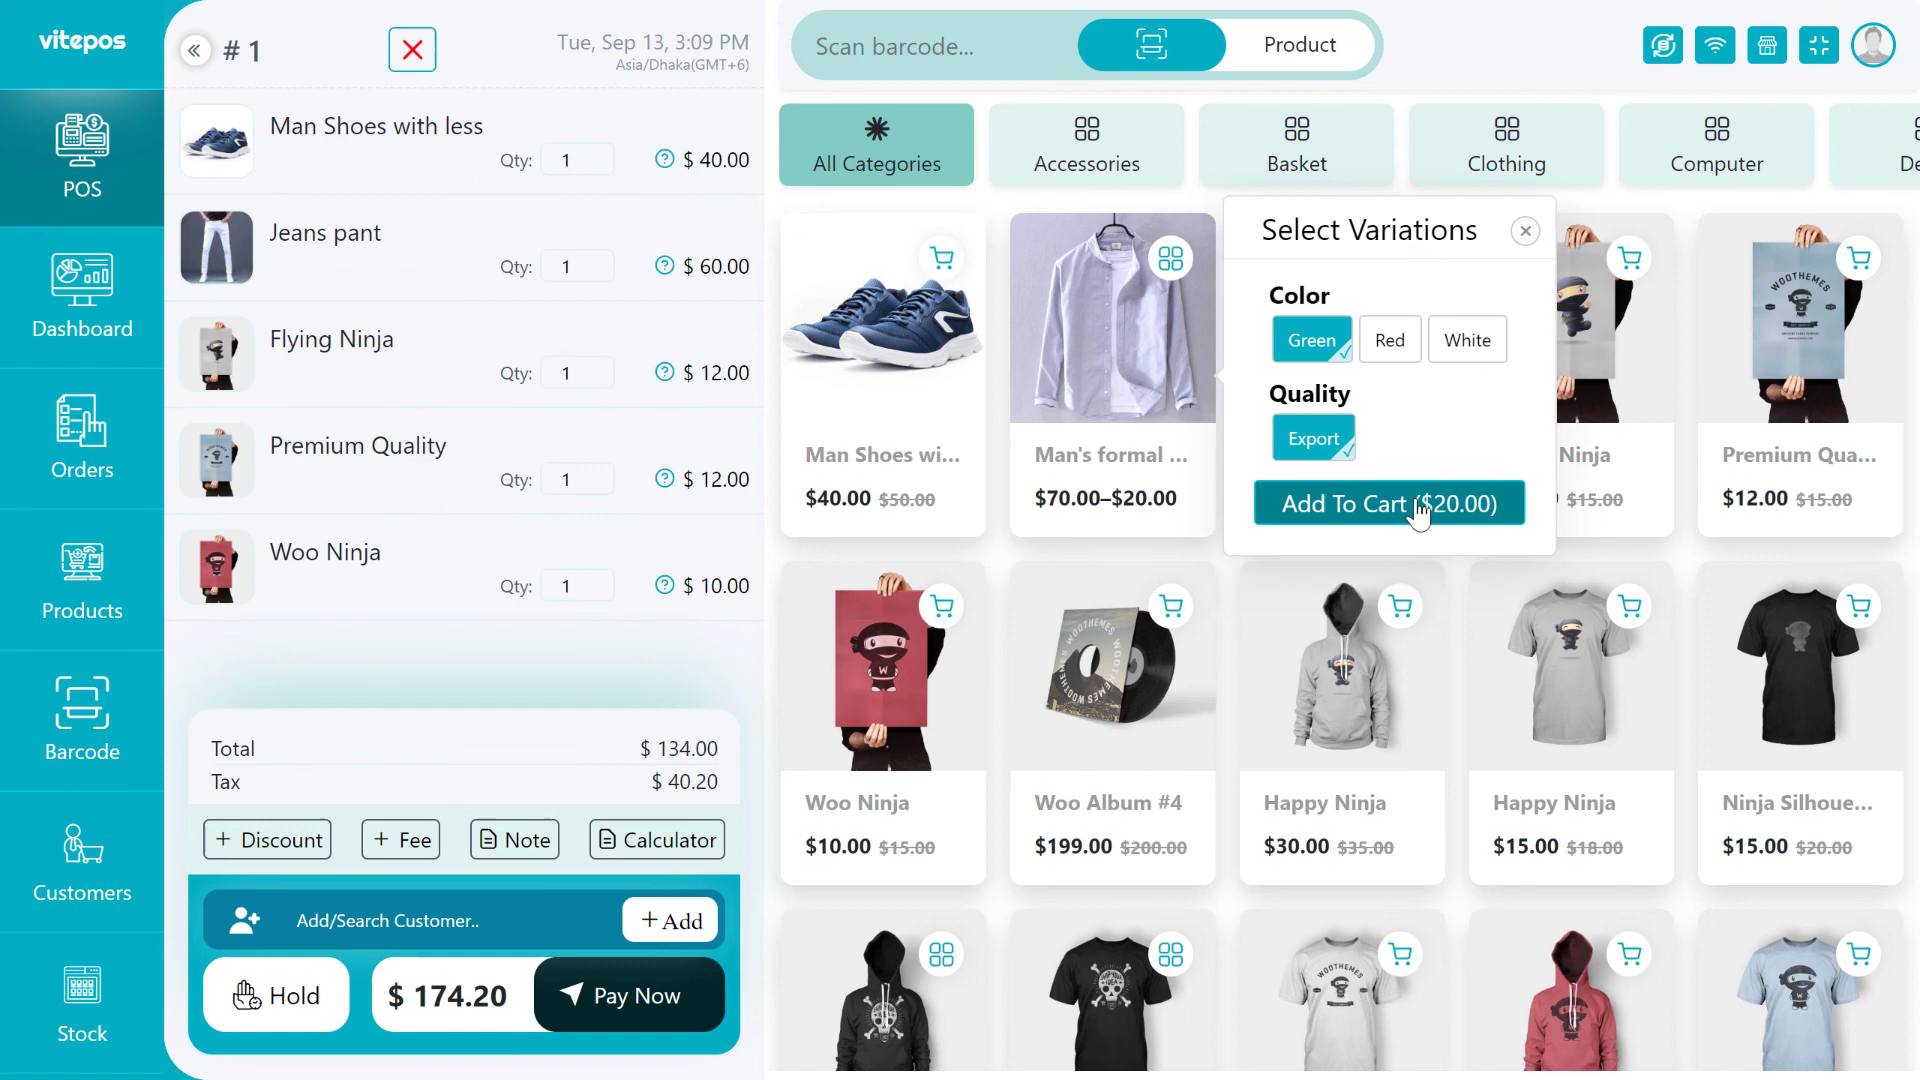 vitepos
POS
Dashboard
Orders
Products
Barcode
Customers
Stock
# 1
Tue, Sep 13, 3:09 PM
Asia/Dhaka(GMT+6)
Man Shoes with less
Qty: 1 $ 40.00
Jeans pant
Qty: 1 $ 60.00
Flying Ninja
Qty: 1 $ 12.00
Premium Quality
Qty: 1 $ 12.00
Woo Ninja
Qty: 1 $ 10.00
Total $ 134.00
Tax $ 40.20
+ Discount
+ Fee
Note
Calculator
Add/Search Customer..
+ Add
Hold
$ 174.20
Pay Now
Scan barcode...
Product
All Categories
Accessories
Basket
Clothing
Computer
De
Select Variations
Color
Green
Red
White
Quality
Export
Add To Cart ($20.00)
Man Shoes wi...
$40.00 $50.00
Man's formal ...
$70.00–$20.00
Ninja
$15.00
WOOTHEMES
Premium Qua...
$12.00 $15.00
W
Woo Ninja
$10.00 $15.00
WOOTHEMES WOOTHEMES
Woo Album #4
$199.00 $200.00
Happy Ninja
$30.00 $35.00
Happy Ninja
$15.00 $18.00
Ninja Silhoue...
$15.00 $20.00
WOOTHEMES